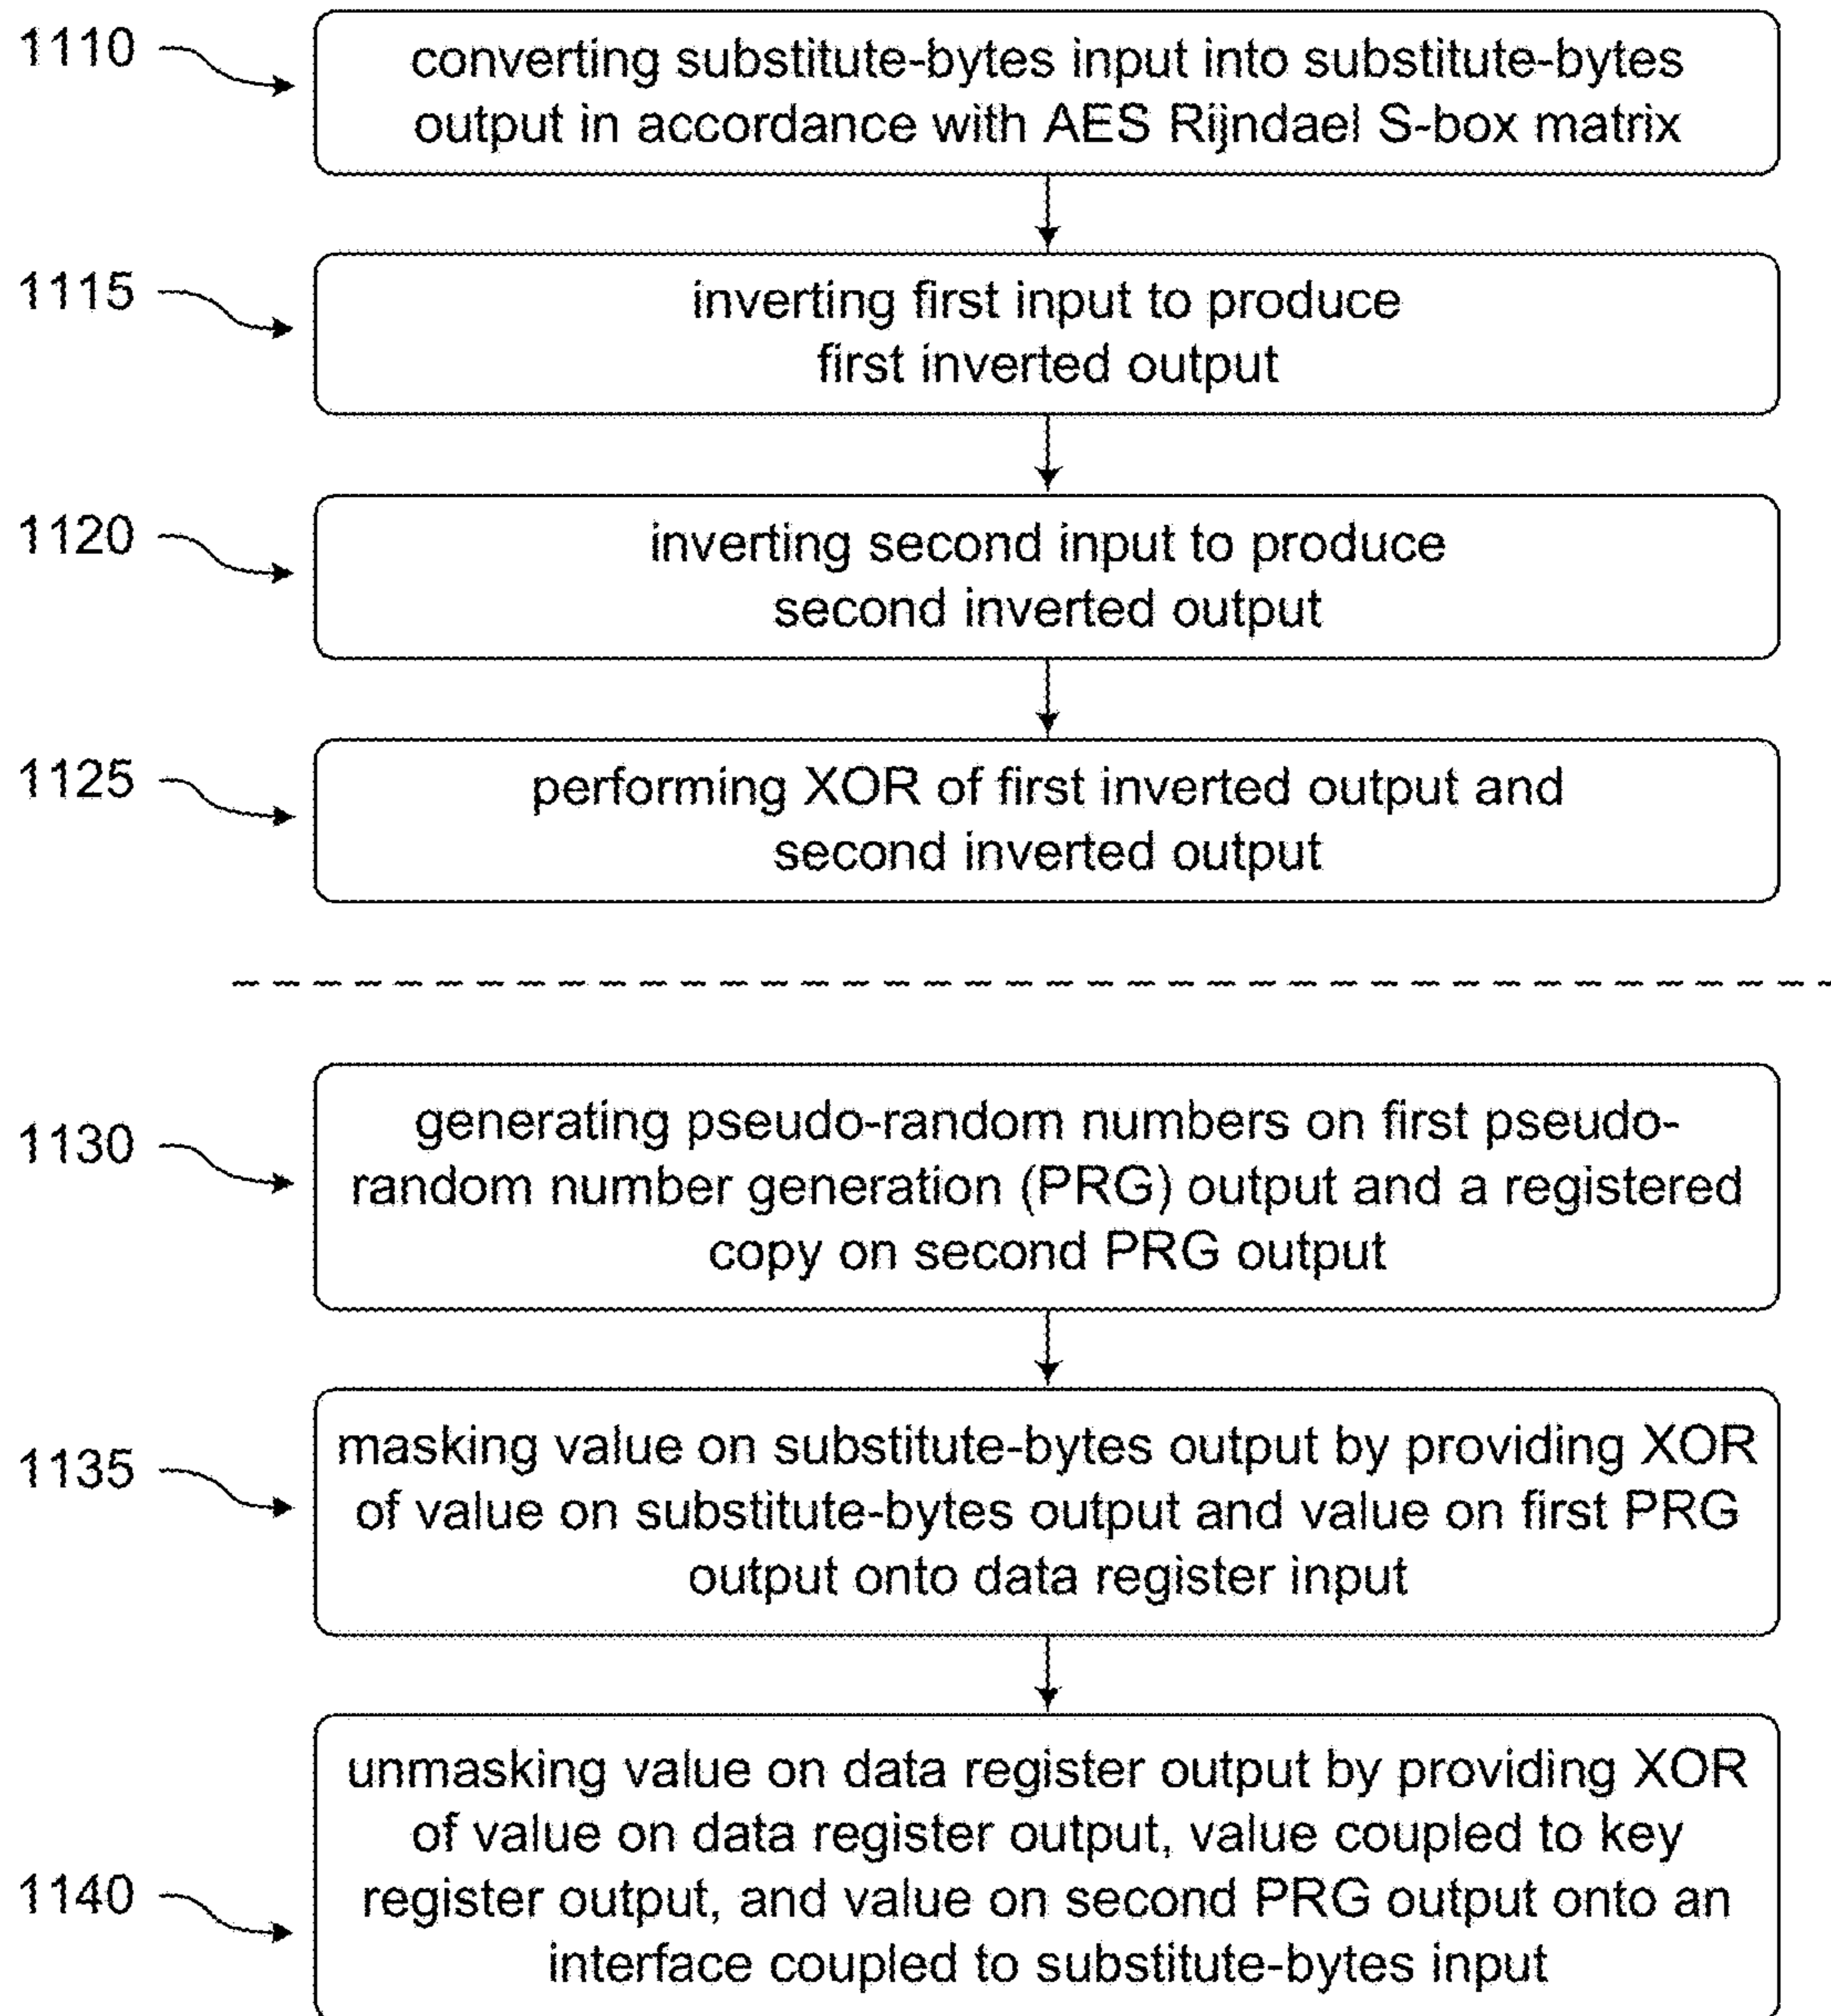 1110
converting substitute-bytes input into substitute-bytes
output in accordance with AES Rijndael S-box matrix
1115
inverting first input to produce
first inverted output
1120
inverting second input to produce
second inverted output
1125
performing XOR of first inverted output and
second inverted output
1130
generating pseudo-random numbers on first pseudo-
random number generation (PRG) output and a registered
copy on second PRG output
1135
masking value on substitute-bytes output by providing XOR
of value on substitute-bytes output and value on first PRG
output onto data register input
1140
unmasking value on data register output by providing XOR
of value on data register output, value coupled to key
register output, and value on second PRG output onto an
interface coupled to substitute-bytes input